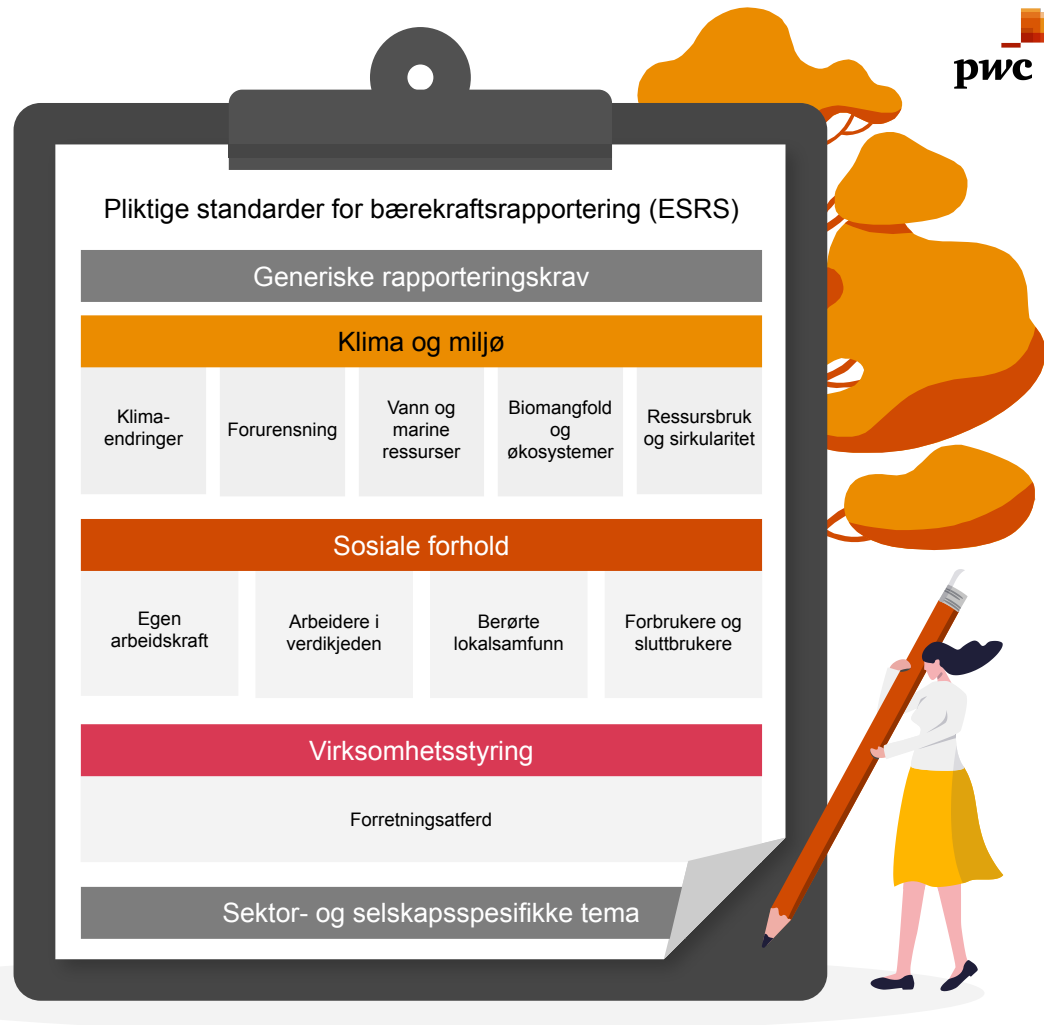 pwc
Pliktige standarder for bærekraftsrapportering (ESRS)
Generiske rapporteringskrav
Klima og miljø
Klima-
endringer
Forurensning
Vann og
marine
ressurser
Biomangfold
og
økosystemer
Ressursbruk
og sirkularitet
Sosiale forhold
Egen
arbeidskraft
Arbeidere i
verdikjeden
Berørte
lokalsamfunn
Forbrukere og
sluttbrukere
Virksomhetsstyring
Forretningsatferd
Sektor- og selskapsspesifikke tema